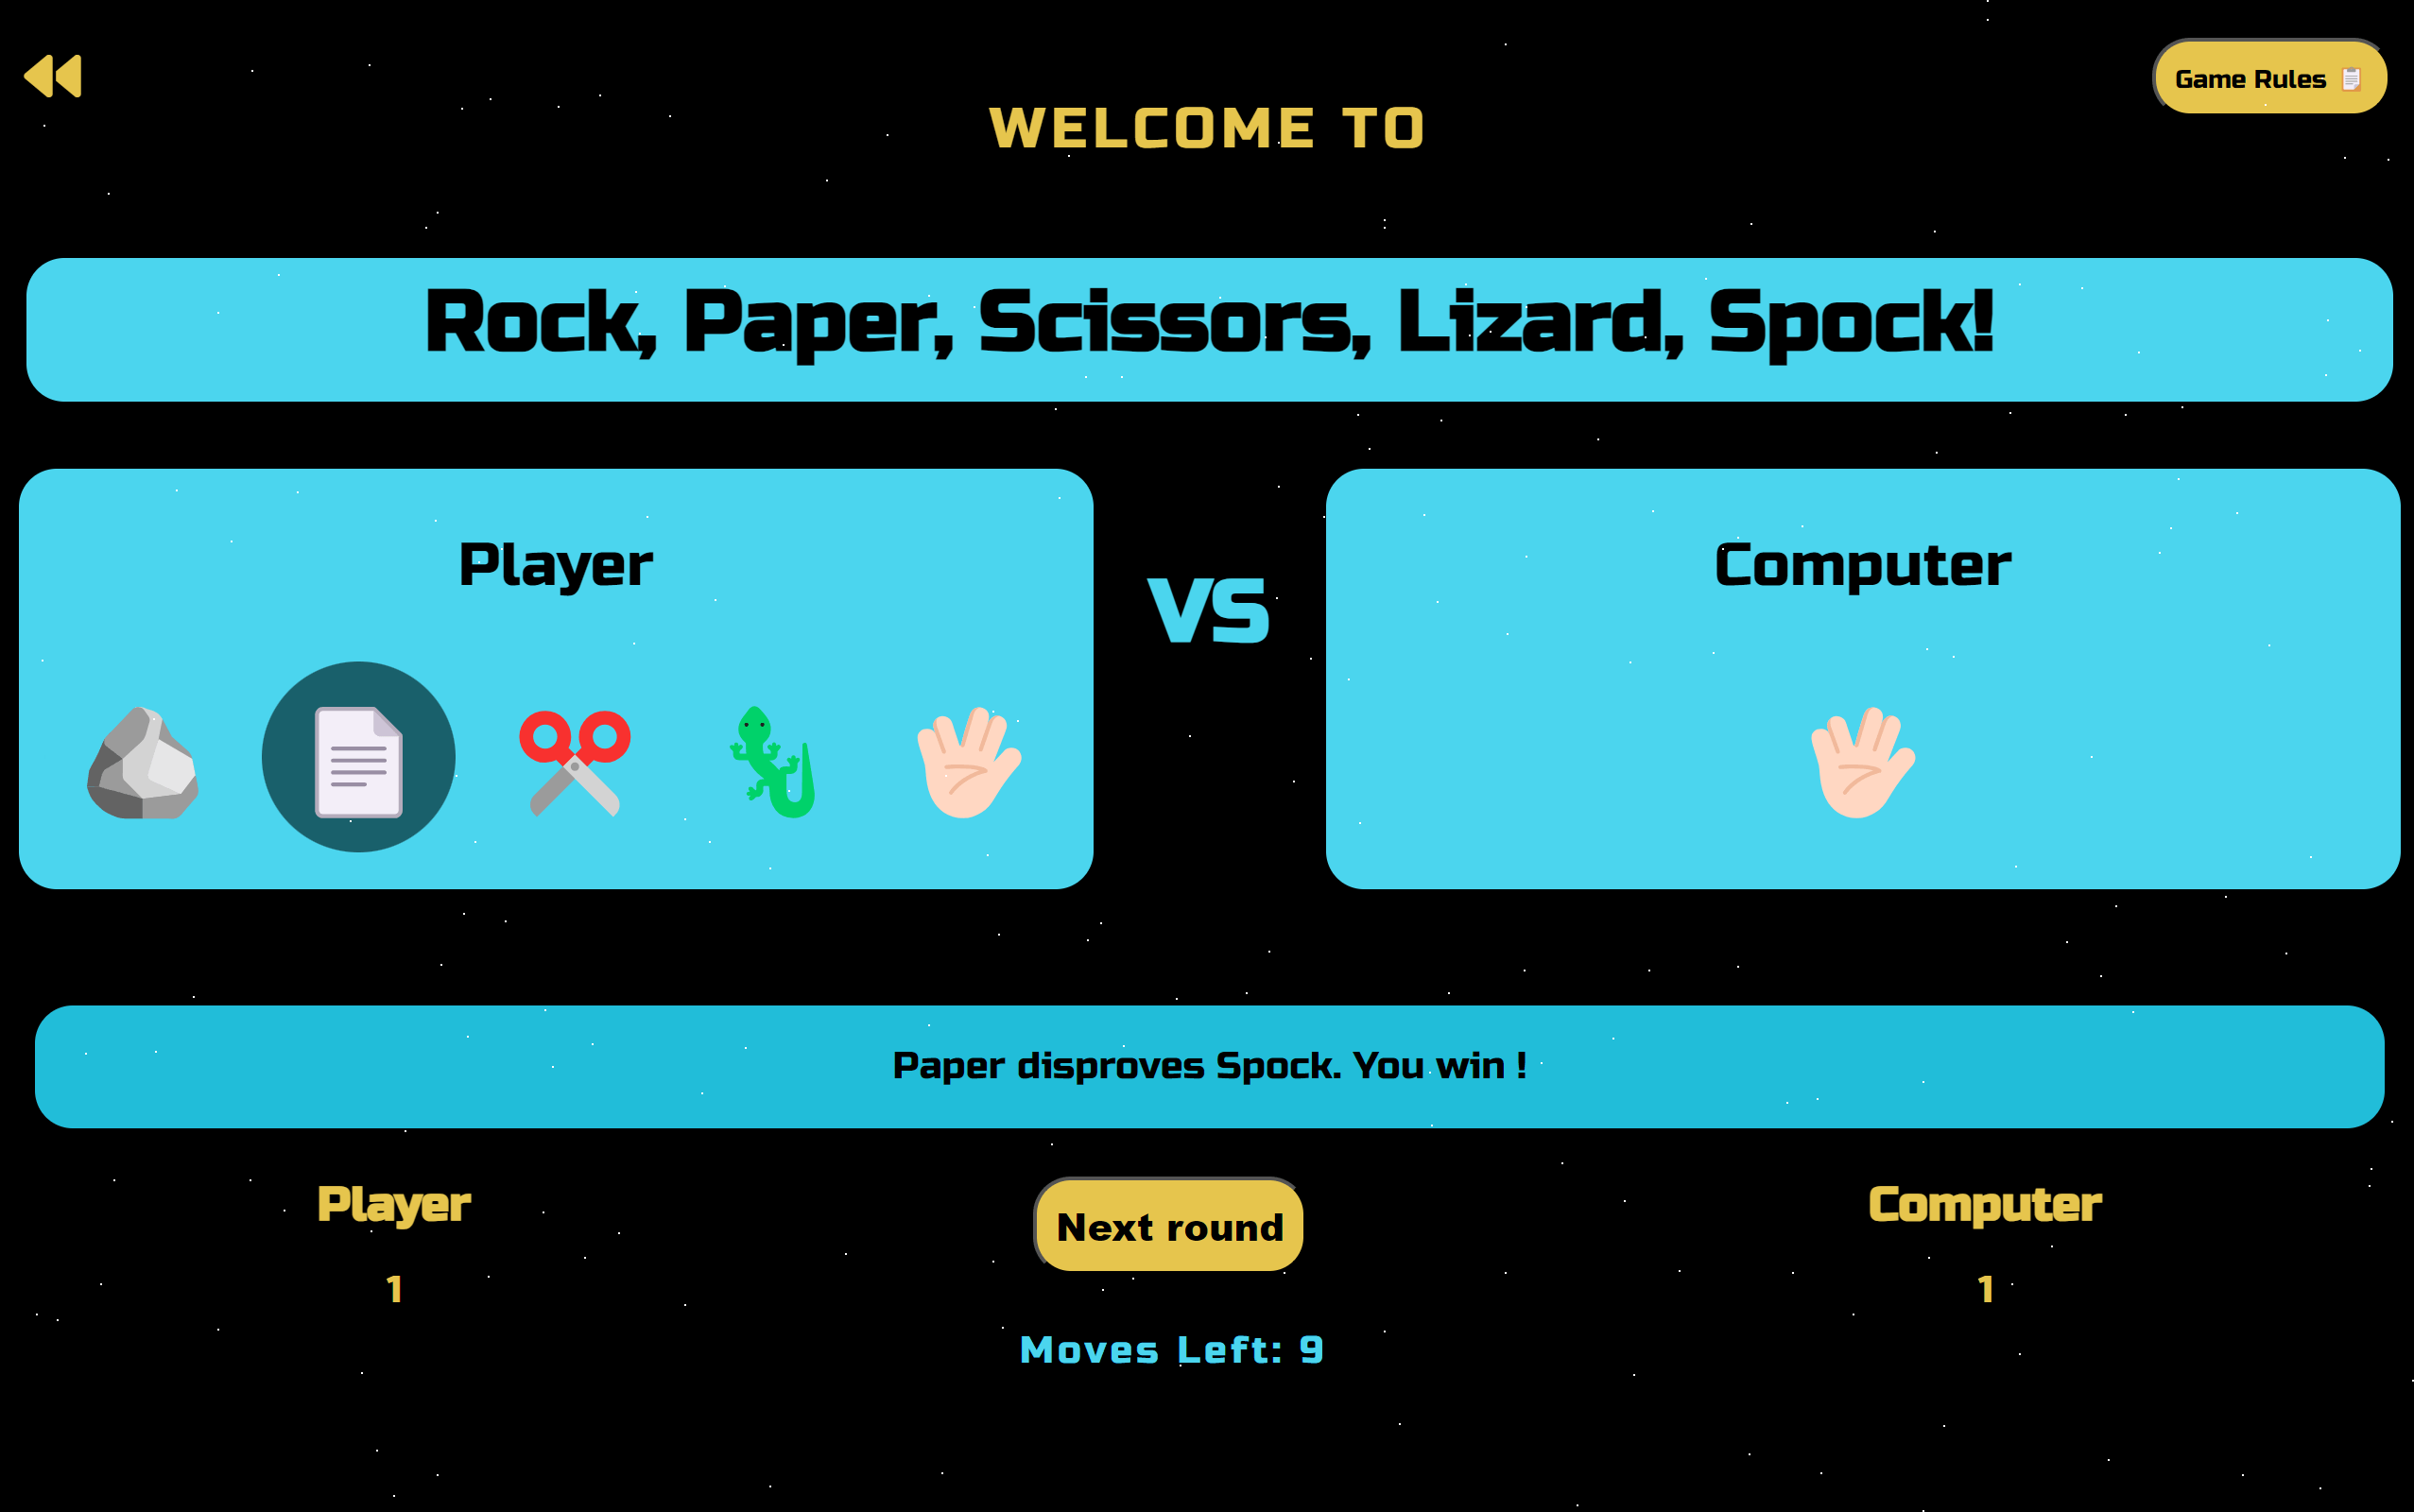 Game Rules
WELCOME TO
Rock, Paper, Scissors, Lizard, Spock!
Player
VS
Computer
Paper disproves Spock. You win !
Player
Next round
Computer
1
1
Moves Left: 9